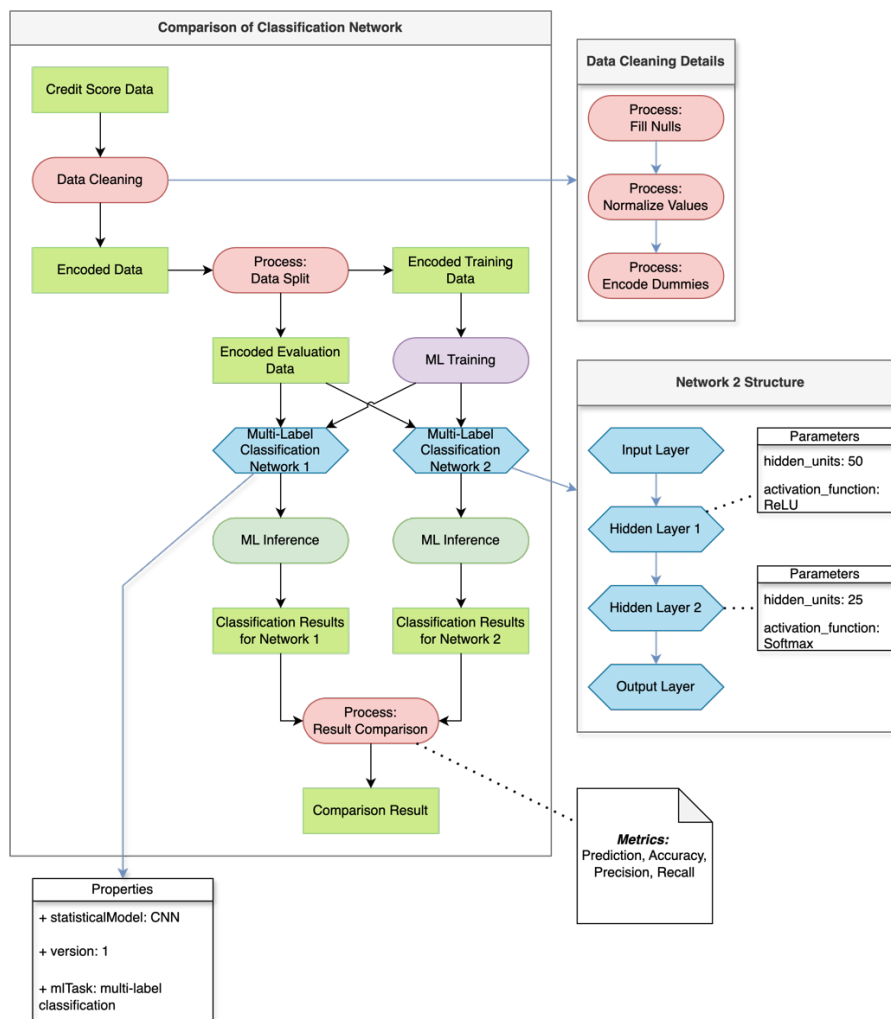 Comparison of Classification Network
Credit Score Data
Data Cleaning
Encoded Data
Process:
Data Split
Encoded Training
Data
Encoded Evaluation
Data
ML Training
Multi-Label
Classification
Network 1
Multi-Label
Classification
Network 2
ML Inference
ML Inference
Classification Results
for Network 1
Classification Results
for Network 2
Process:
Result Comparison
Comparison Result
Data Cleaning Details
Process:
Fill Nulls
Process:
Normalize Values
Process:
Encode Dummies
Network 2 Structure
Input Layer
Hidden Layer 1
Hidden Layer 2
Output Layer
Parameters
hidden_units: 50
activation_function:
ReLU
Parameters
hidden_units: 25
activation_function:
Softmax
Metrics:
Prediction, Accuracy,
Precision, Recall
Properties
+ statisticalModel: CNN
+ version: 1
+ mlTask: multi-label
classification